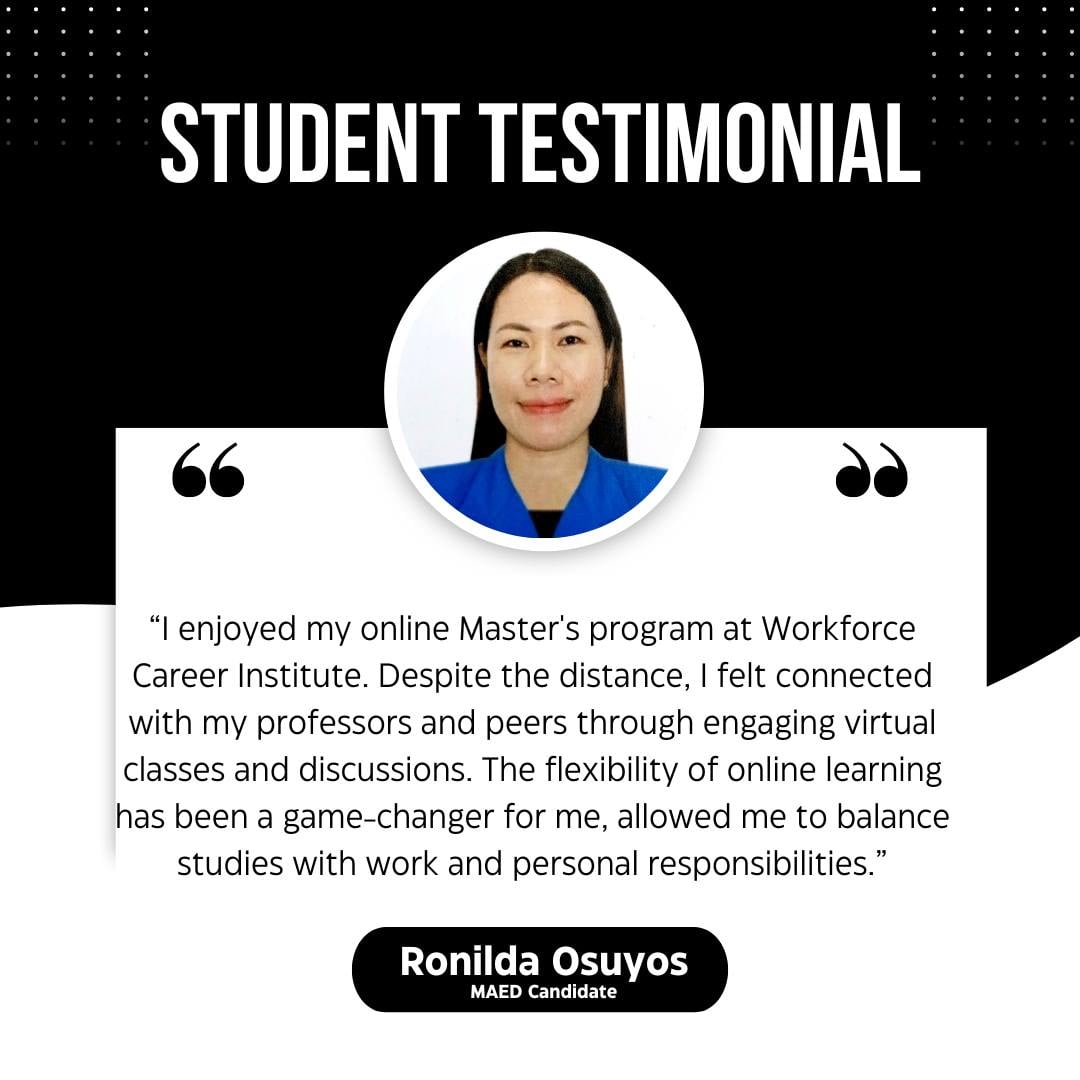 STUDENT TESTIMONIAL
“I enjoyed my online Master's program at Workforce
Career Institute. Despite the distance, I felt connected
with my professors and peers through engaging virtual
classes and discussions. The flexibility of online learning
has been a game-changer for me, allowed me to balance
studies with work and personal responsibilities.”
Ronilda Osuyos
MAED Candidate